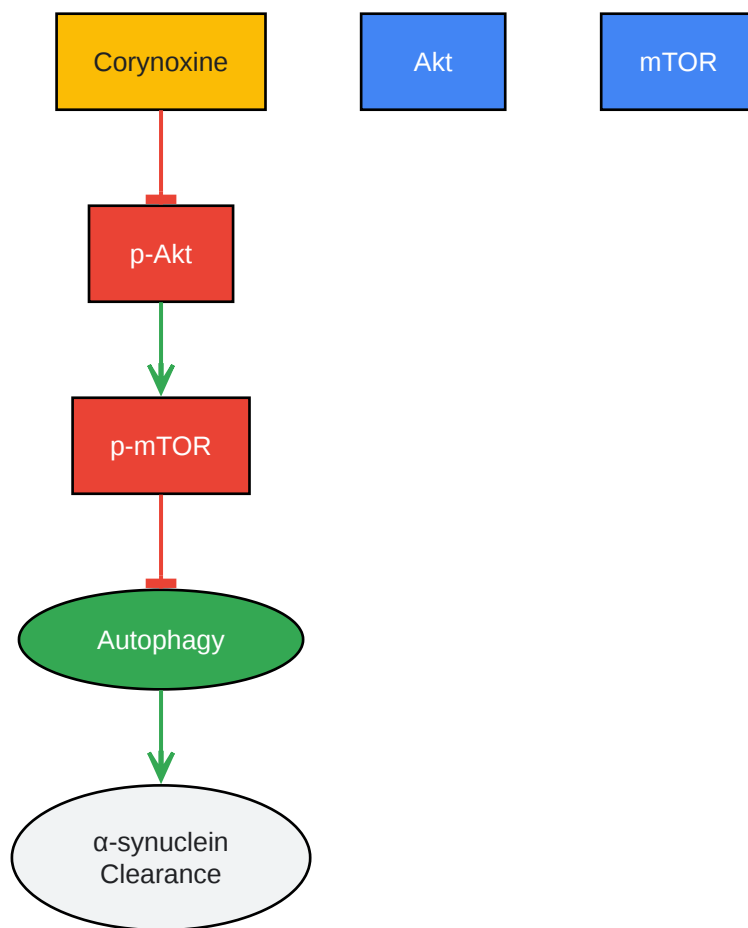 Corynoxine
Akt
mTOR
p-Akt
p-mTOR
Autophagy
α-synuclein
Clearance